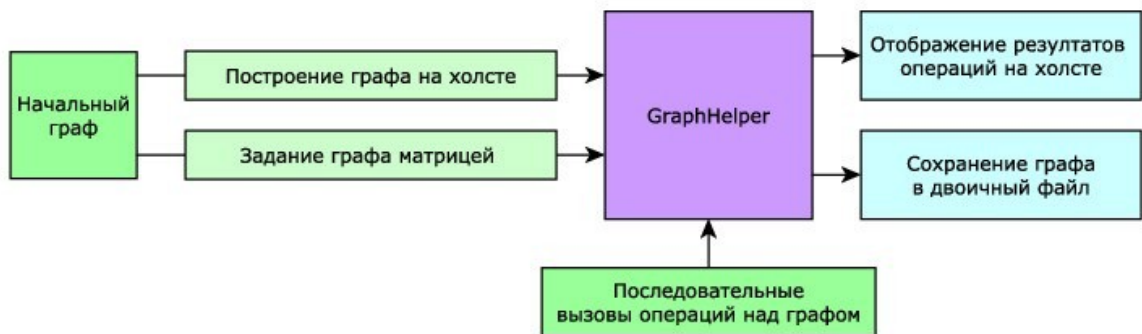 Начальный
граф
Построение графа на холсте
Задание графа матрицей
GraphHelper
Отображение резултатов
операций на холсте
Сохранение графа
в двоичный файл
Последовательные
вызовы операций над графом